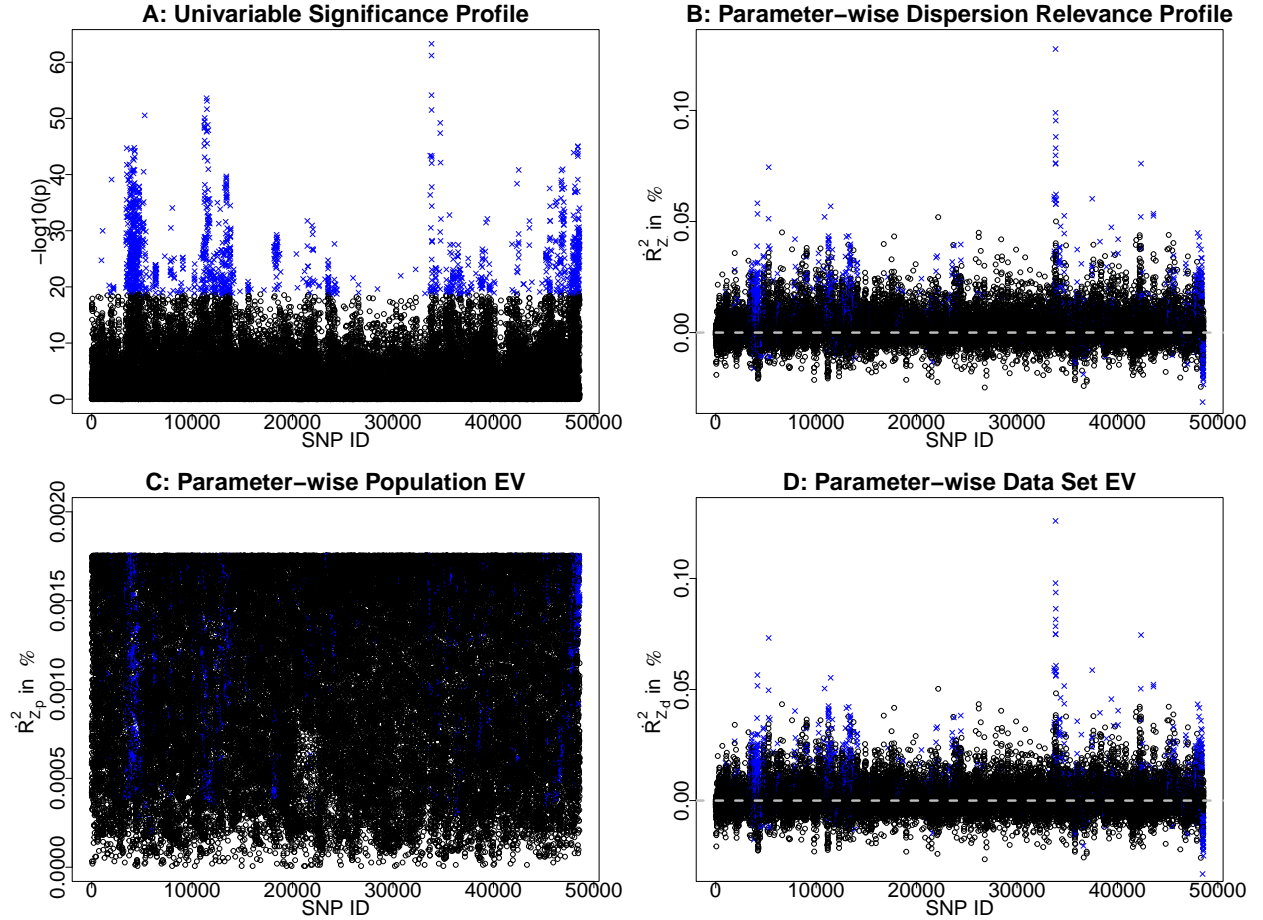 A: Univariable Significance Profile
−log10(p)
60
50
40
30
20
10
0
0 10000 20000 30000 40000 50000
SNP ID
B: Parameter−wise Dispersion Relevance Profile
Ṙ²_Z in %
0.10
0.05
0.00
0 10000 20000 30000 40000 50000
SNP ID
C: Parameter−wise Population EV
Ṙ²_Zp in %
0.0020
0.0015
0.0010
0.0005
0.0000
0 10000 20000 30000 40000 50000
SNP ID
D: Parameter−wise Data Set EV
Ṙ²_Zd in %
0.10
0.05
0.00
0 10000 20000 30000 40000 50000
SNP ID